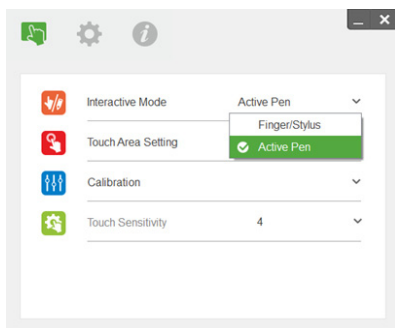 Interactive Mode Active Pen
Finger/Stylus
Touch Area Setting Active Pen
Calibration
Touch Sensitivity 4